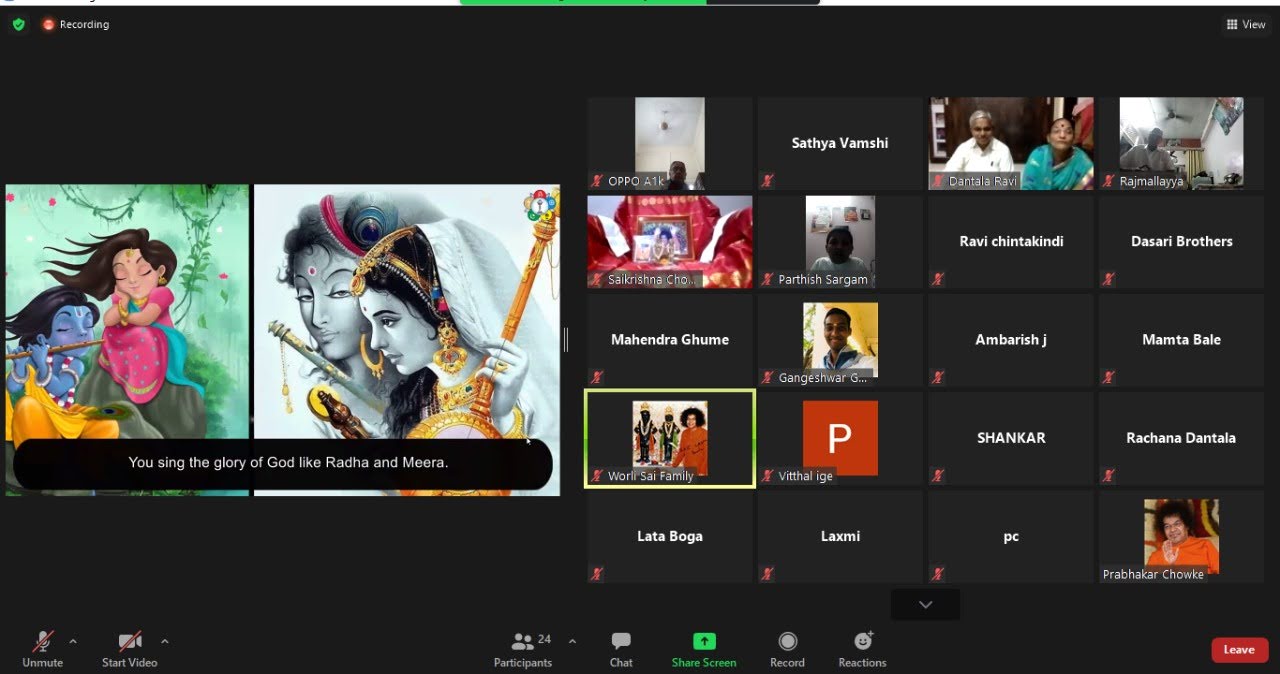 Recording
View
You sing the glory of God like Radha and Meera.
OPPO A1k
Sathya Vamshi
Dantala Ravi
Rajmallayya
Saikrishna Cho...
Parthish Sargam
Ravi chintakindi
Dasari Brothers
Mahendra Ghume
Gangeshwar G...
Ambarish j
Mamta Bale
Worli Sai Family
P
Vitthal ige
SHANKAR
Rachana Dantala
Lata Boga
Laxmi
pc
Prabhakar Chowke
Unmute
Start Video
24
Participants
Chat
Share Screen
Record
Reactions
Leave